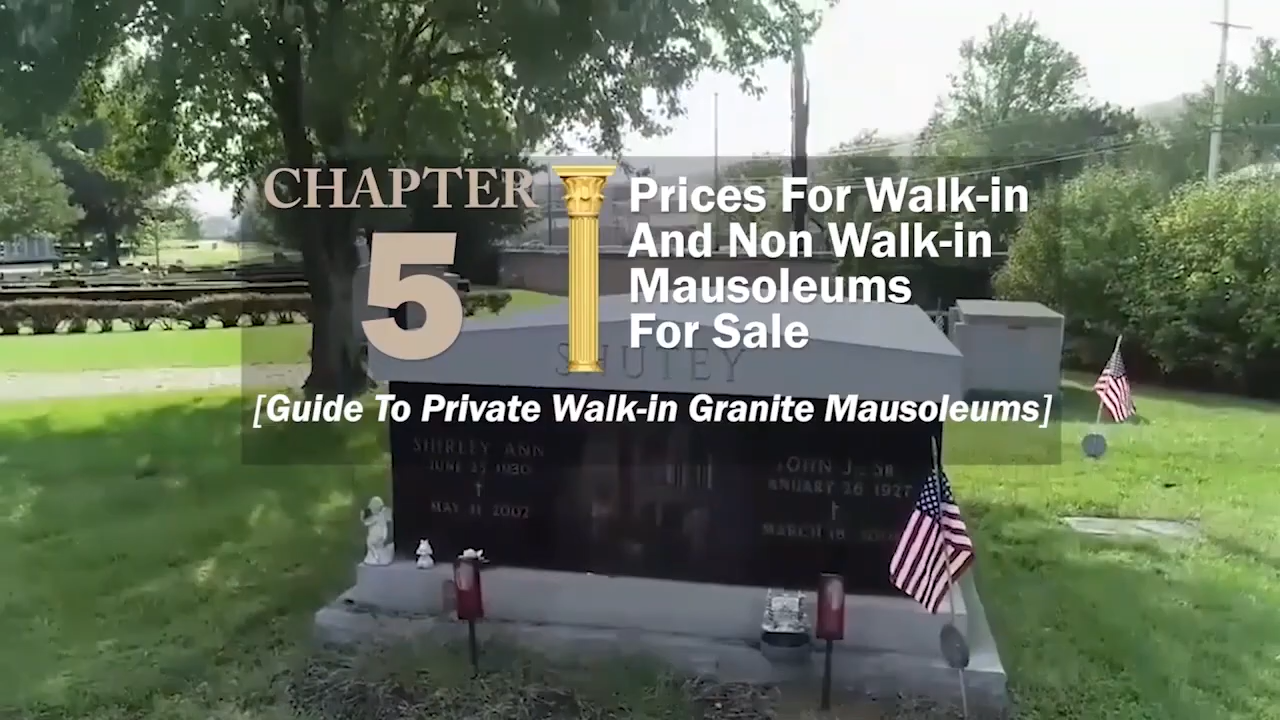 CHAPTER
5
Prices For Walk-in
And Non Walk-in
Mausoleums
For Sale
SHUTEY
[Guide To Private Walk-in Granite Mausoleums]
SHIRLEY ANN
JUNE 25 1930
MAY 31 2002
JOHN J. SR
JANUARY 26 1927
MARCH 18